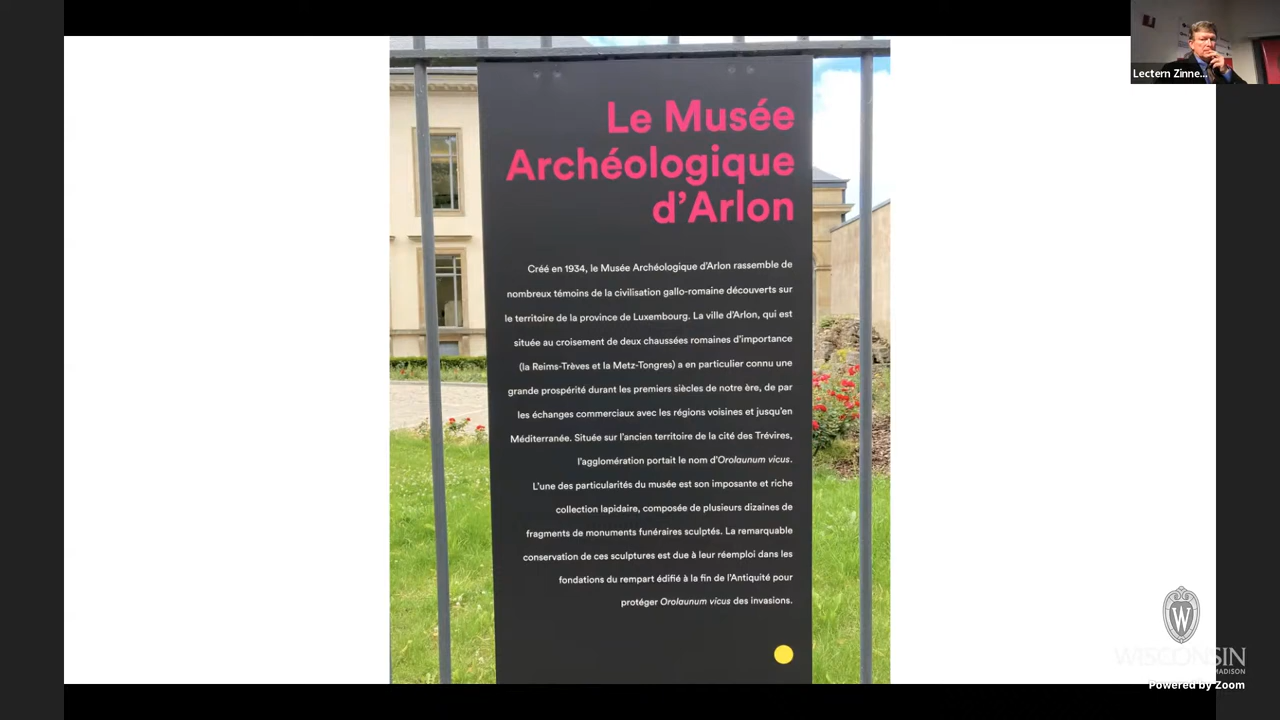 Le Musée
Archéologique
d'Arlon
Créé en 1934, le Musée Archéologique d'Arlon rassemble de
nombreux témoins de la civilisation gallo-romaine découverts sur
le territoire de la province de Luxembourg. La ville d'Arlon, qui est
située au croisement de deux chaussées romaines d'importance
(la Reims-Trèves et la Metz-Tongres) a en particulier connu une
grande prospérité durant les premiers siècles de notre ère, de par
les échanges commerciaux avec les régions voisines et jusqu'en
Méditerranée. Située sur l'ancien territoire de la cité des Trévires,
l'agglomération portait le nom d'Orolaunum vicus.
L'une des particularités du musée est son imposante et riche
collection lapidaire, composée de plusieurs dizaines de
fragments de monuments funéraires sculptés. La remarquable
conservation de ces sculptures est due à leur réemploi dans les
fondations du rempart édifié à la fin de l'Antiquité pour
protéger Orolaunum vicus des invasions.
Lectern Zinne...
W
WISCONSIN
MADISON
Powered by Zoom